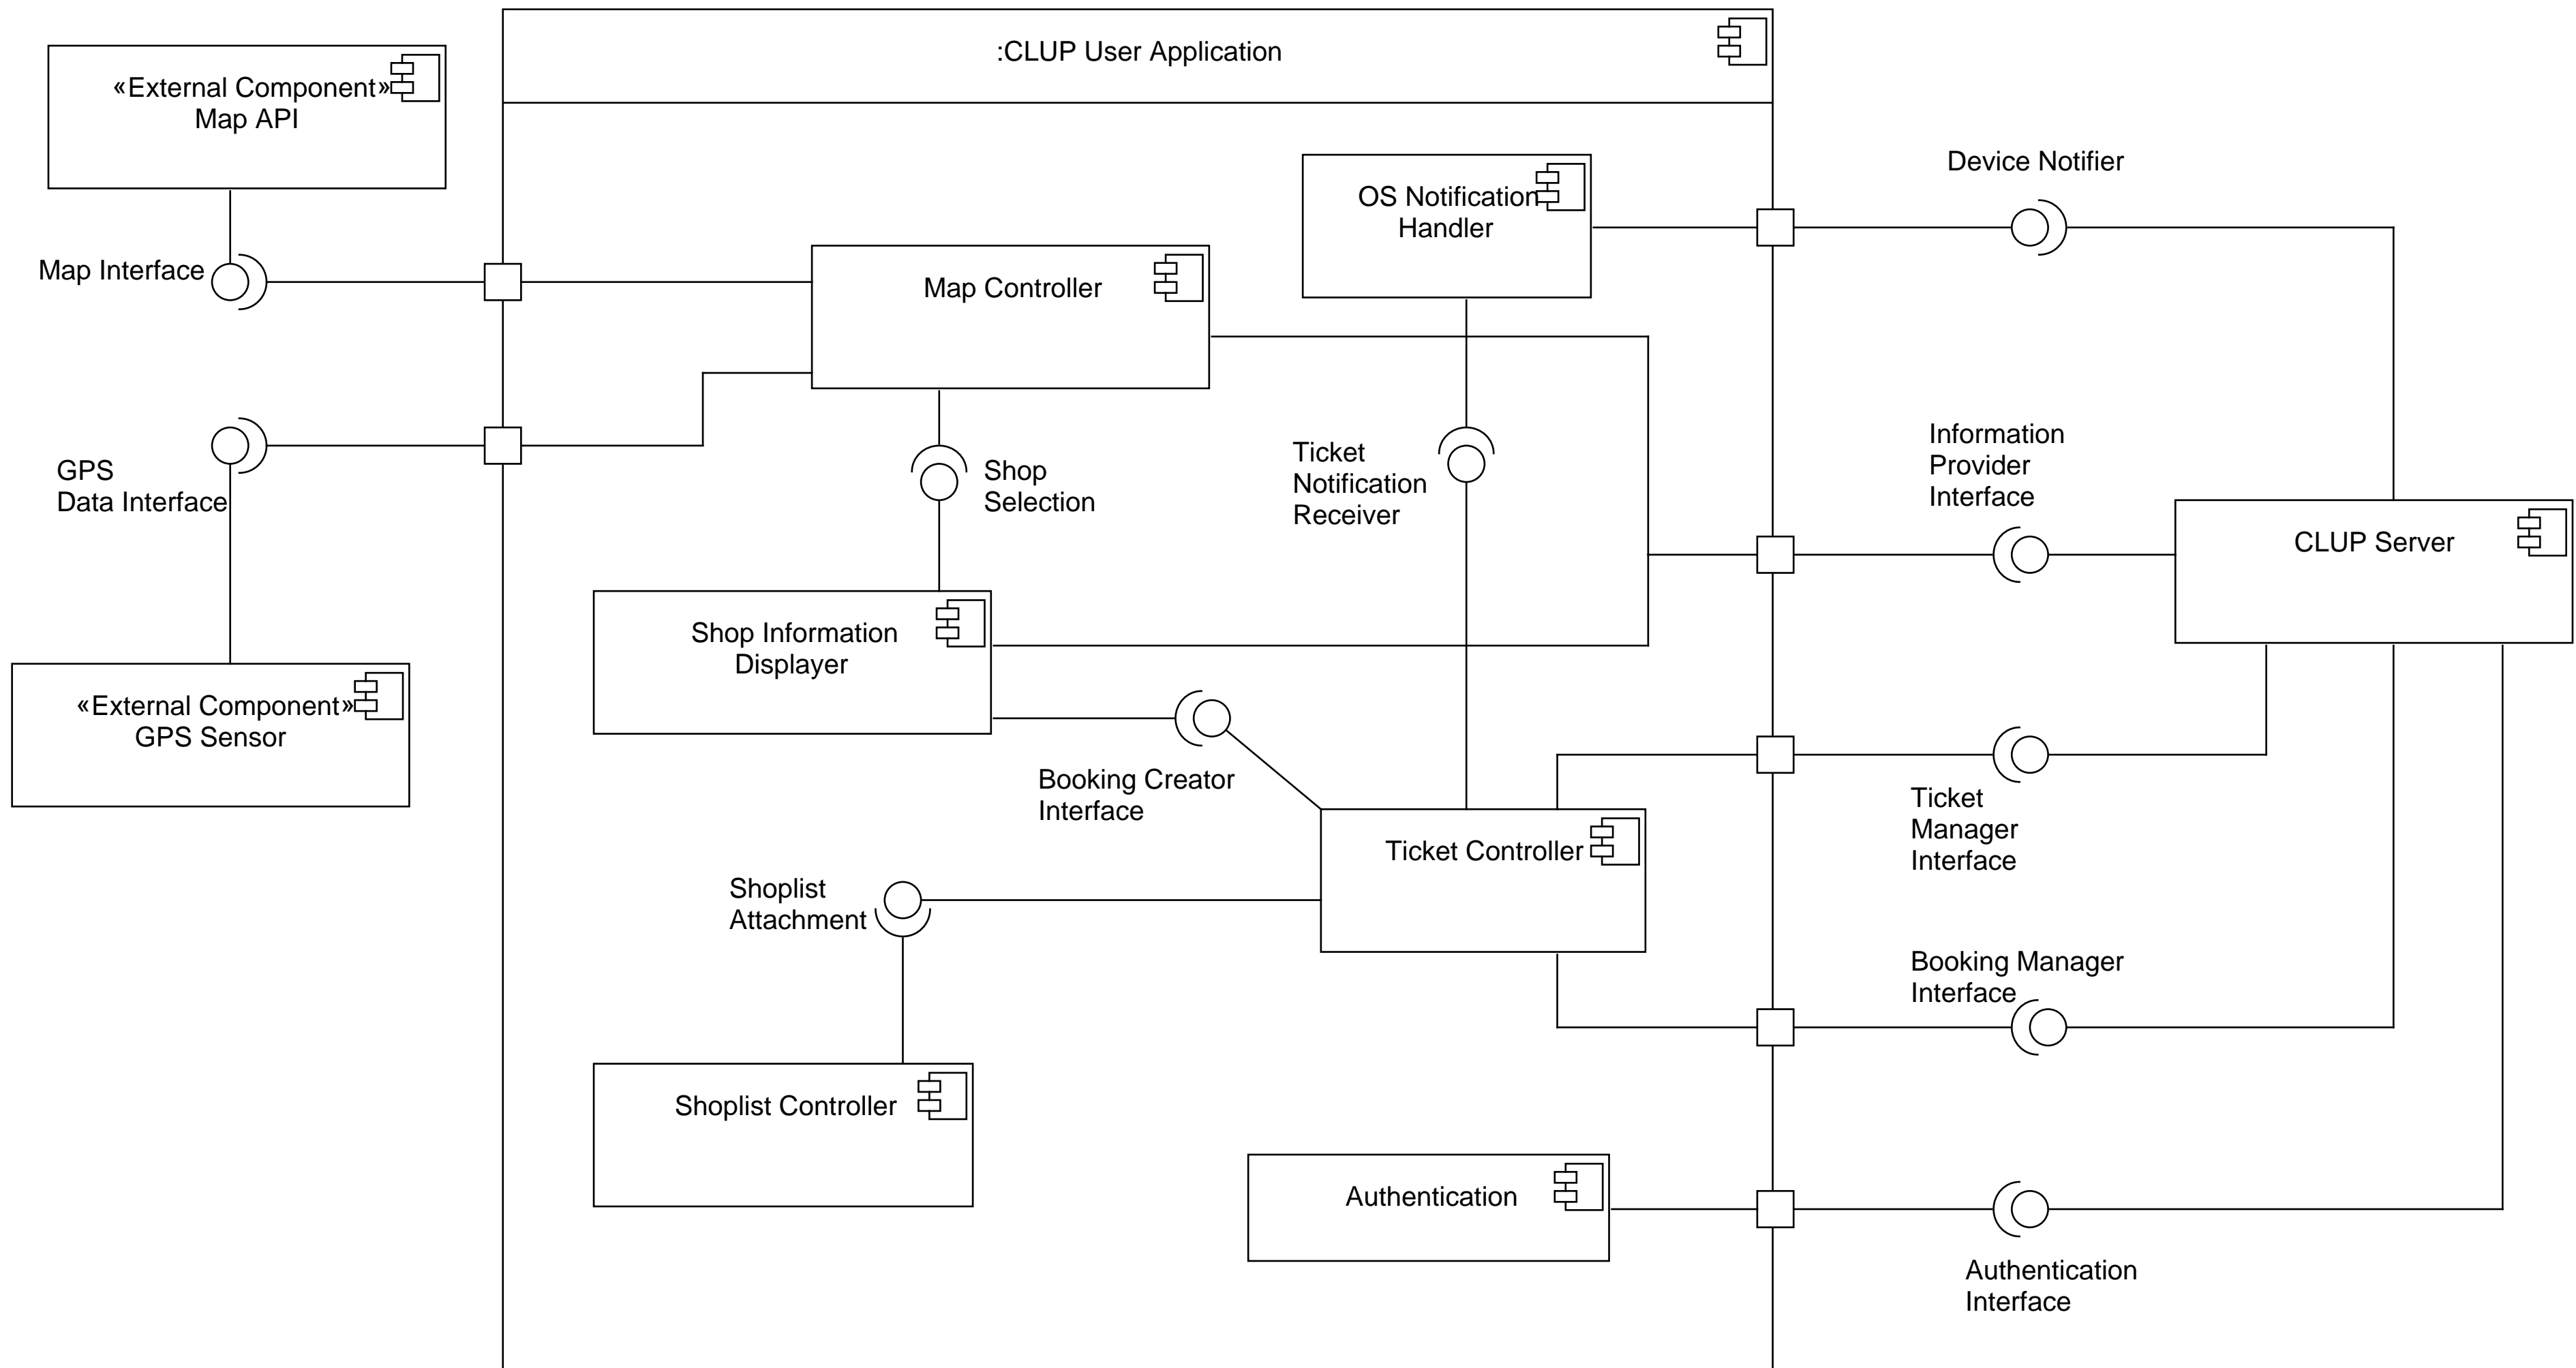 :CLUP User Application
«External Component»
Map API
Device Notifier
OS Notification
Handler
Map Interface
Map Controller
Information
Provider
Interface
GPS
Data Interface
Shop
Selection
Ticket
Notification
Receiver
CLUP Server
Shop Information
Displayer
«External Component»
GPS Sensor
Booking Creator
Interface
Ticket
Manager
Interface
Ticket Controller
Shoplist
Attachment
Booking Manager
Interface
Shoplist Controller
Authentication
Authentication
Interface